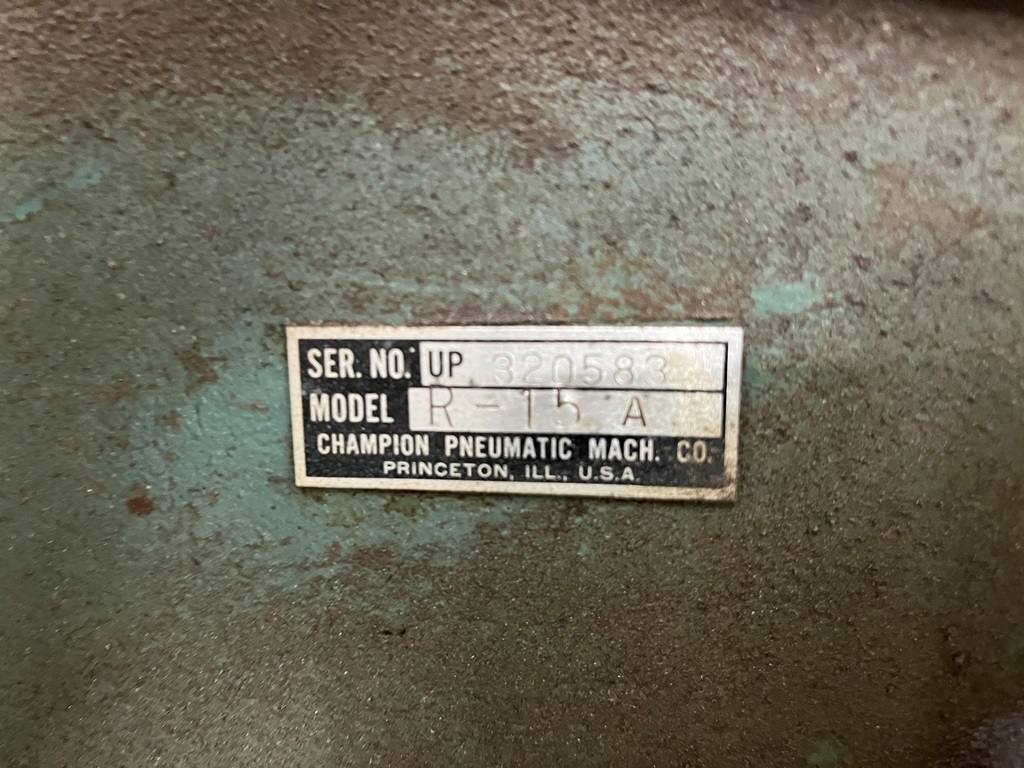 SER. NO. UP 320583
MODEL R-15 A
CHAMPION PNEUMATIC MACH. CO.
PRINCETON, ILL., U.S.A.